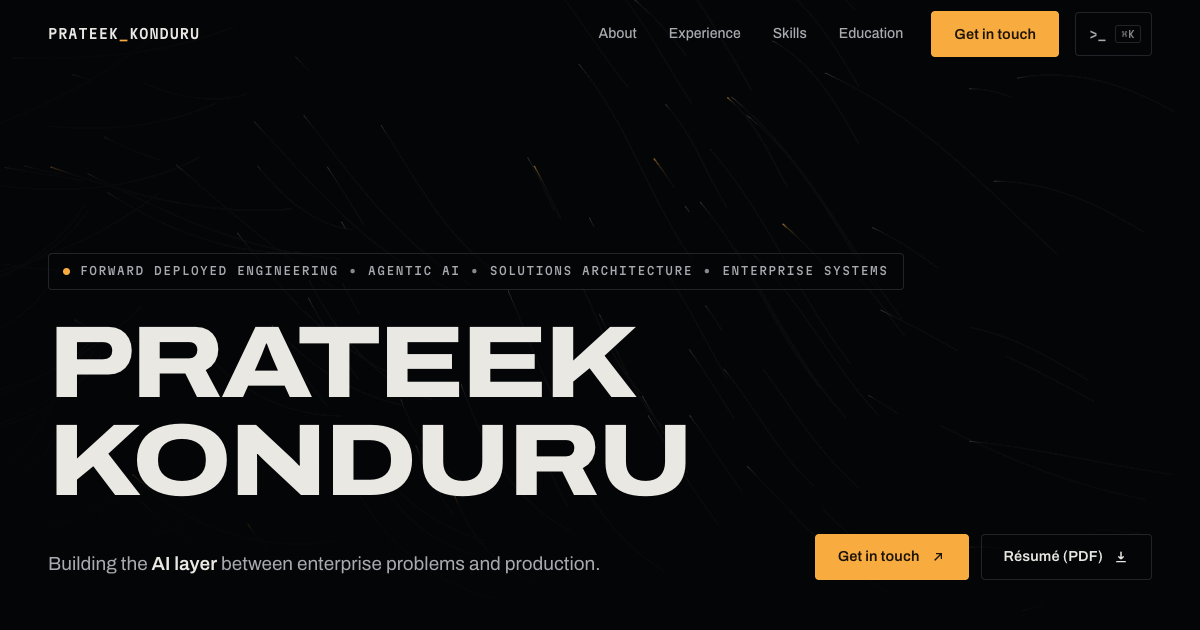 PRATEEK_KONDURU
About Experience Skills Education Get in touch >_ ⌘K
FORWARD DEPLOYED ENGINEERING • AGENTIC AI • SOLUTIONS ARCHITECTURE • ENTERPRISE SYSTEMS
PRATEEK
KONDURU
Building the AI layer between enterprise problems and production.
Get in touch ↗
Résumé (PDF)